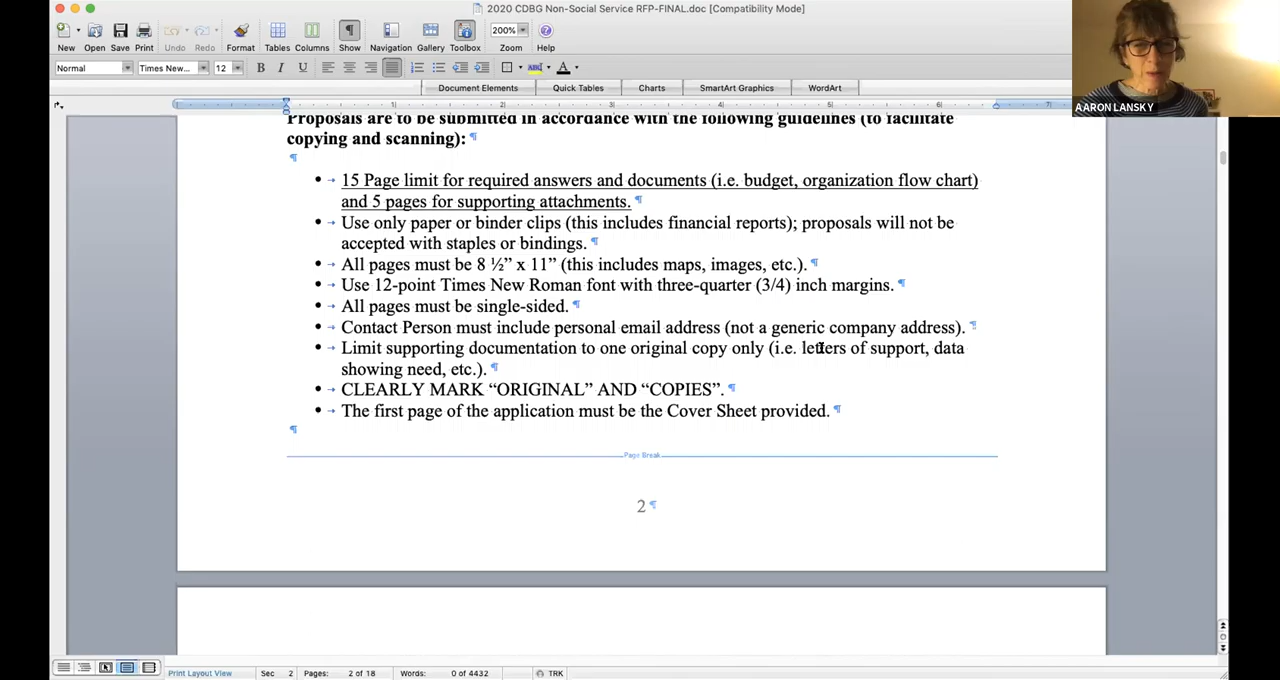 2020 CDBG Non-Social Service RFP-FINAL.doc [Compatibility Mode]
200%
New Open Save Print Undo Redo Format Tables Columns Show Navigation Gallery Toolbox Zoom Help
Normal Times New... 12 B I U ABC A
Document Elements Quick Tables Charts SmartArt Graphics WordArt
AARON LANSKY
1 2 3 4 5 6 7
Proposals are to be submitted in accordance with the following guidelines (to facilitate
copying and scanning): ¶
¶
• → 15 Page limit for required answers and documents (i.e. budget, organization flow chart)
and 5 pages for supporting attachments. ¶
• → Use only paper or binder clips (this includes financial reports); proposals will not be
accepted with staples or bindings. ¶
• → All pages must be 8 ½” x 11” (this includes maps, images, etc.). ¶
• → Use 12-point Times New Roman font with three-quarter (3/4) inch margins. ¶
• → All pages must be single-sided. ¶
• → Contact Person must include personal email address (not a generic company address). ¶
• → Limit supporting documentation to one original copy only (i.e. letters of support, data
showing need, etc.). ¶
• → CLEARLY MARK “ORIGINAL” AND “COPIES”. ¶
• → The first page of the application must be the Cover Sheet provided. ¶
¶
Page Break
2 ¶
Print Layout View Sec 2 Pages: 2 of 18 Words: 0 of 4432 TRK